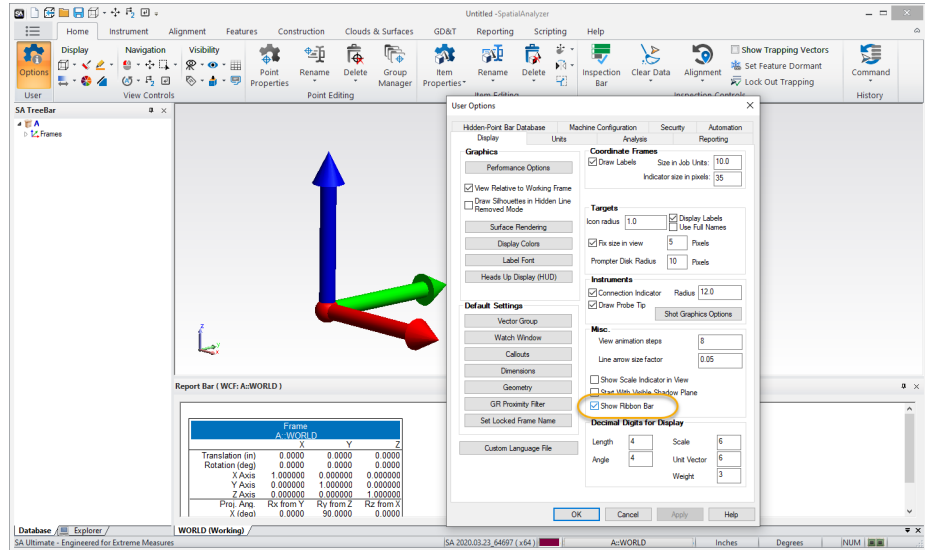 Untitled -SpatialAnalyzer
Home Instrument Alignment Features Construction Clouds & Surfaces GD&T Reporting Scripting Help
Options
User
Display Navigation Visibility
View Controls
Point Properties
Rename
Delete
Group Manager
Point Editing
Item Properties
Rename
Delete
Item Editing
Inspection Bar
Clear Data
Alignment
Show Trapping Vectors
Set Feature Dormant
Lock Out Trapping
Inspection Controls
Command
History
SA TreeBar
A
Frames
Z
Y
X
User Options
Hidden-Point Bar Database Machine Configuration Security Automation
Display Units Analysis Reporting
Graphics
Performance Options
View Relative to Working Frame
Draw Silhouettes in Hidden Line
Removed Mode
Surface Rendering
Display Colors
Label Font
Heads Up Display (HUD)
Default Settings
Vector Group
Watch Window
Callouts
Dimensions
Geometry
GR Proximity Filter
Set Locked Frame Name
Custom Language File
Coordinate Frames
Draw Labels Size in Job Units: 10.0
Indicator size in pixels: 35
Targets
Icon radius 1.0 Display Labels
Use Full Names
Fix size in view 5 Pixels
Prompter Disk Radius 10 Pixels
Instruments
Connection Indicator Radius 12.0
Draw Probe Tip Shot Graphics Options
Misc.
View animation steps 8
Line arrow size factor 0.05
Show Scale Indicator in View
Start With Visible Shadow Plane
Show Ribbon Bar
Decimal Digits for Display
Length 4 Scale 6
Angle 4 Unit Vector 6
Weight 3
OK Cancel Apply Help
Report Bar ( WCF: A::WORLD )
Frame
A::WORLD
X Y Z
Translation (in) 0.0000 0.0000 0.0000
Rotation (deg) 0.0000 0.0000 0.0000
X Axis 1.000000 0.000000 0.000000
Y Axis 0.000000 1.000000 0.000000
Z Axis 0.000000 0.000000 1.000000
Proj. Ang. Rx from Y Ry from Z Rz from X
X (deg) 0.0000 90.0000 0.0000
Database Explorer WORLD (Working)
SA Ultimate - Engineered for Extreme Measures SA 2020.03.23_64697 ( x64 ) A::WORLD Inches Degrees NUM